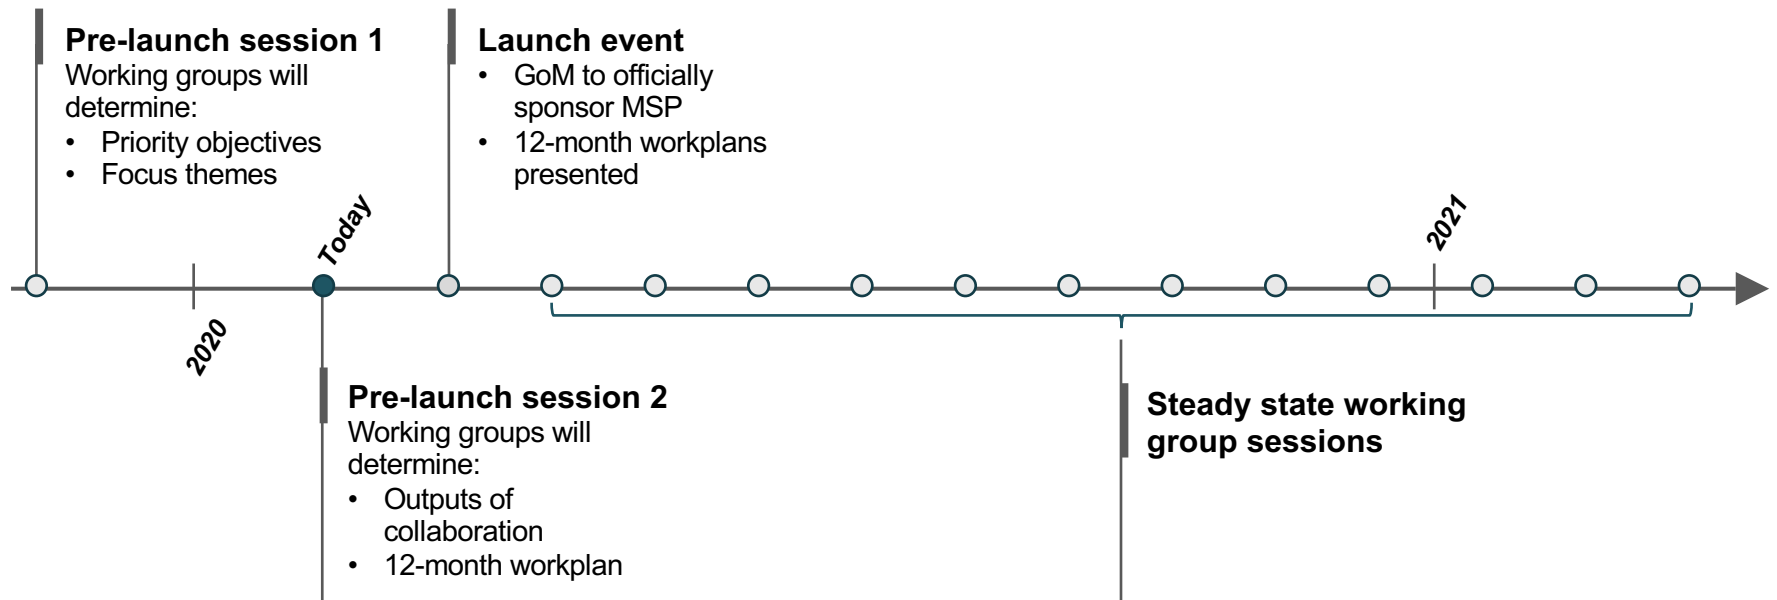 Pre-launch session 1
Working groups will
determine:
• Priority objectives
• Focus themes
Launch event
• GoM to officially
sponsor MSP
• 12-month workplans
presented
Today
2021
2020
Pre-launch session 2
Working groups will
determine:
• Outputs of
collaboration
• 12-month workplan
Steady state working
group sessions